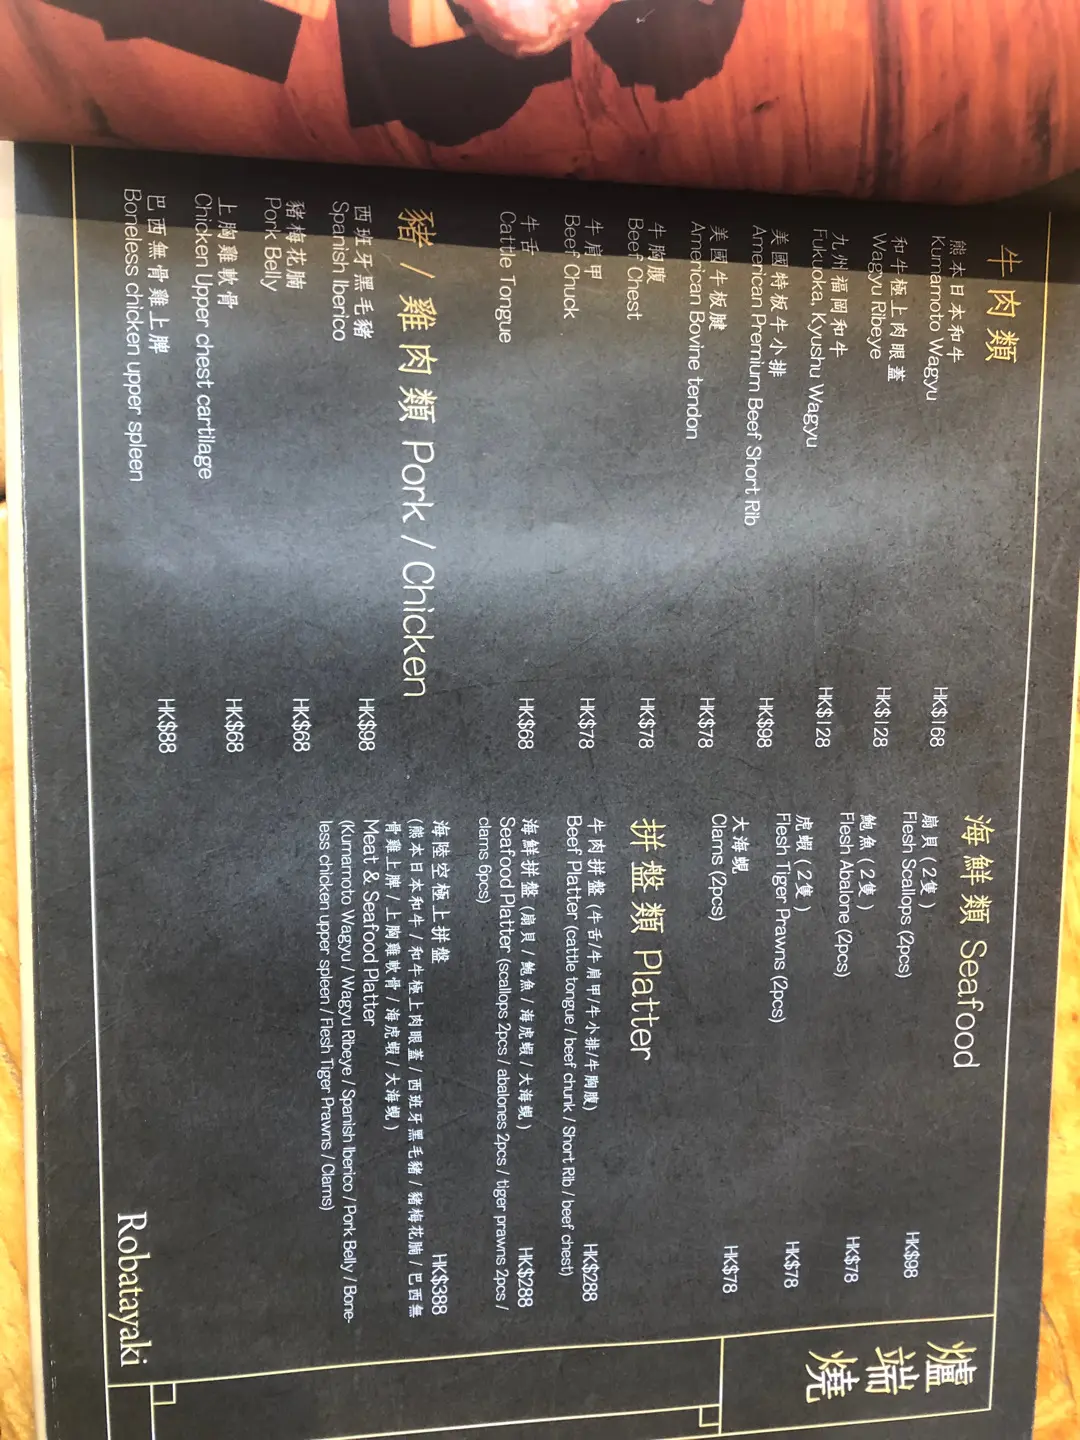 牛肉類
熊本日本和牛
Kumamoto Wagyu HK$168
和牛極上肉眼蓋
Wagyu Ribeye HK$128
九州福岡和牛
Fukuoka, Kyushu Wagyu HK$128
美國特板牛小排
American Premium Beef Short Rib HK$98
美國牛板腱
American Bovine tendon HK$78
牛胸腹
Beef Chest HK$78
牛肩甲
Beef Chuck HK$78
牛舌
Cattle Tongue HK$68
豬 / 雞肉類 Pork / Chicken
西班牙黑毛豬
Spanish Iberico HK$98
豬梅花腩
Pork Belly HK$68
上胸雞軟骨
Chicken Upper chest cartilage HK$68
巴西無骨雞上脾
Boneless chicken upper spleen HK$88
海鮮類 Seafood
扇貝 ( 2隻 )
Flesh Scallops (2pcs) HK$98
鮑魚 ( 2隻 )
Flesh Abalone (2pcs) HK$78
虎蝦 ( 2隻 )
Flesh Tiger Prawns (2pcs) HK$78
大海蜆
Clams (2pcs) HK$78
拼盤類 Platter
牛肉拼盤 (牛舌/牛肩甲/牛小排/牛胸腹) HK$288
Beef Platter (cattle tongue / beef chunk / Short Rib / beef chest)
海鮮拼盤 (扇貝 / 鮑魚 / 海虎蝦 / 大海蜆 ) HK$288
Seafood Platter (scallops 2pcs / abalones 2pcs / tiger prawns 2pcs /
clams 6pcs)
海陸空極上拼盤 HK$388
(熊本日本和牛 / 和牛極上肉眼蓋 / 西班牙黑毛豬 / 豬梅花腩 / 巴西無
骨雞上脾 / 上胸雞軟骨 / 海虎蝦 / 大海蜆 )
Meat & Seafood Platter
(Kumamoto Wagyu / Wagyu Ribeye / Spanish Iberico / Pork Belly / Bone-
less chicken upper spleen / Flesh Tiger Prawns / Clams)
爐端燒
Robatayaki